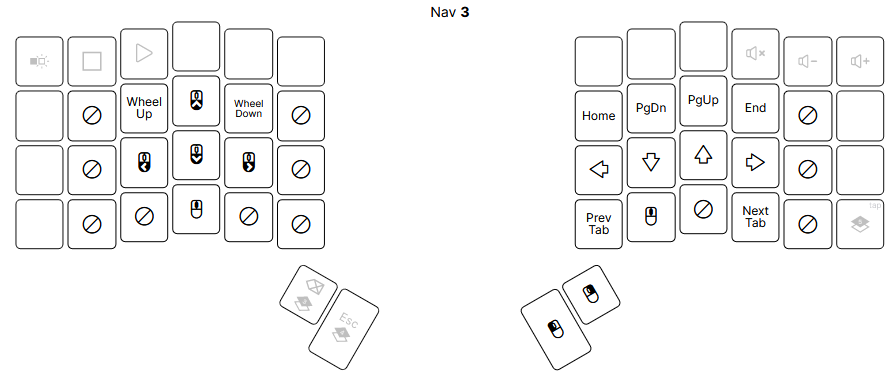 Nav 3
Wheel
Up
Wheel
Down
Home
PgDn
PgUp
End
Prev
Tab
Next
Tab
tap
Esc